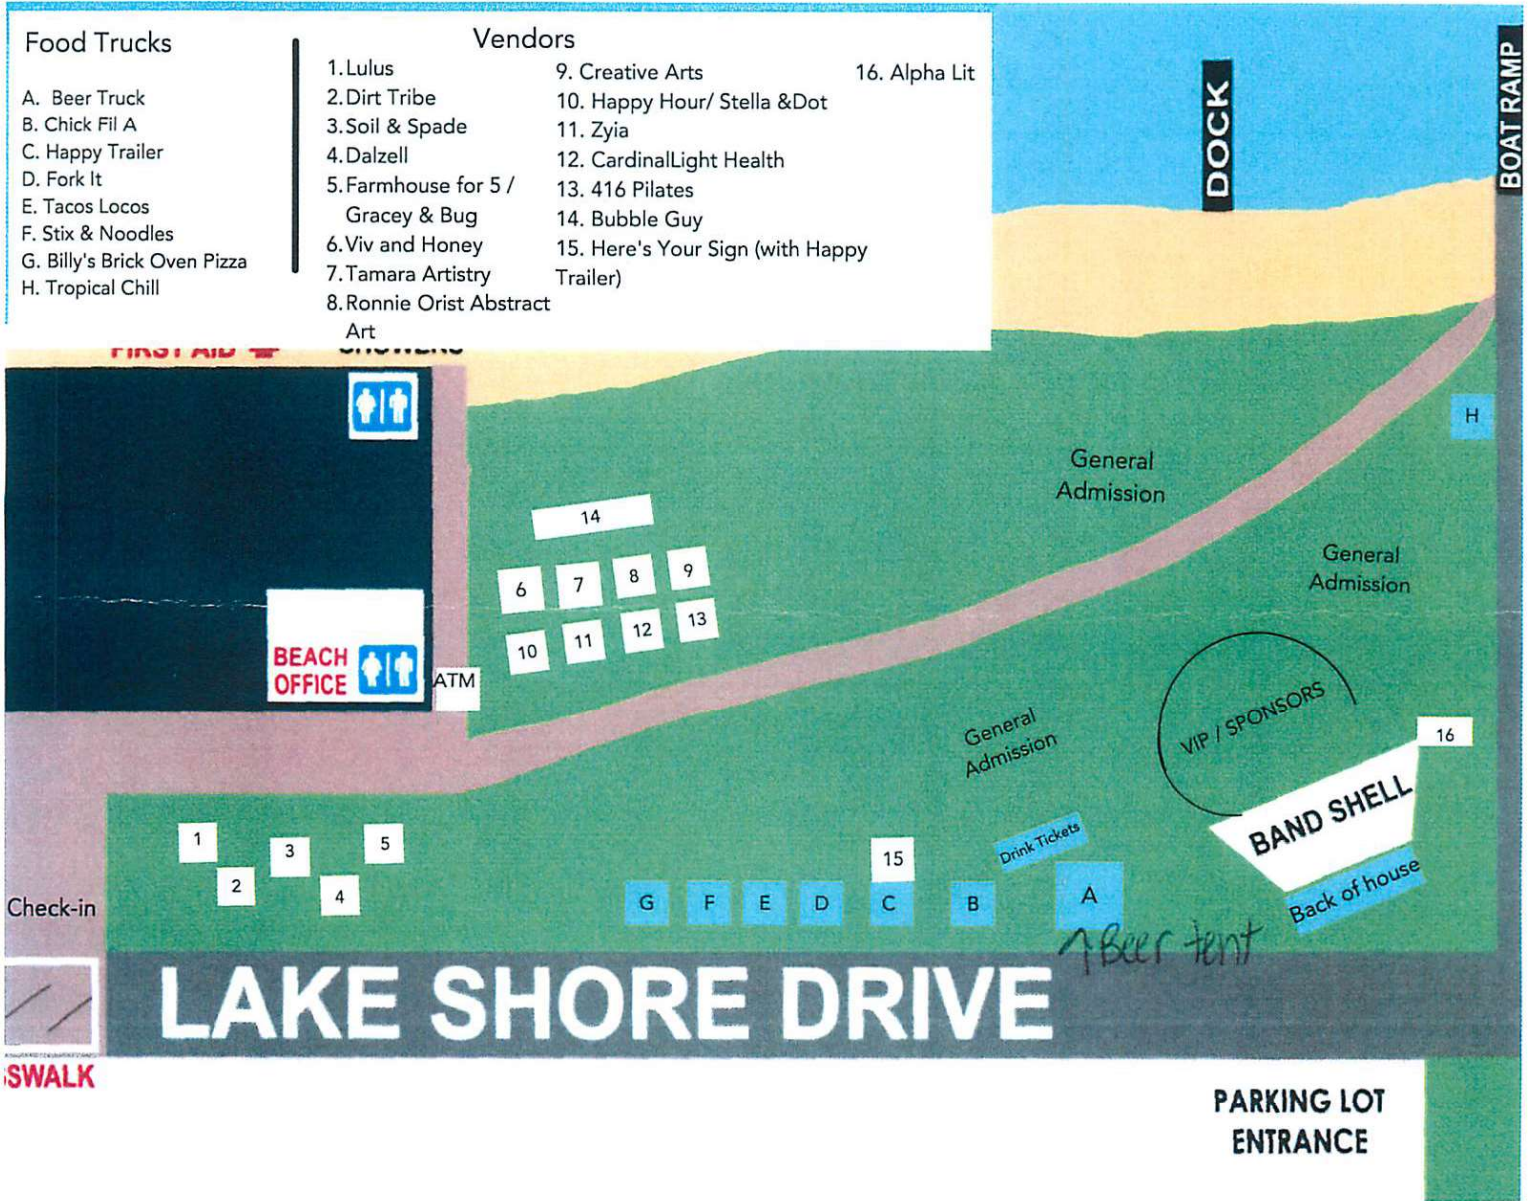 Food Trucks
A. Beer Truck
B. Chick Fil A
C. Happy Trailer
D. Fork It
E. Tacos Locos
F. Stix & Noodles
G. Billy's Brick Oven Pizza
H. Tropical Chill
Vendors
1.Lulus
2.Dirt Tribe
3.Soil & Spade
4.Dalzell
5.Farmhouse for 5 /
Gracey & Bug
6.Viv and Honey
7.Tamara Artistry
8.Ronnie Orist Abstract
Art
9. Creative Arts
10. Happy Hour/ Stella &Dot
11. Zyia
12. CardinalLight Health
13. 416 Pilates
14. Bubble Guy
15. Here's Your Sign (with Happy
Trailer)
16. Alpha Lit
DOCK
BOAT RAMP
FIRST AID
SHOWERS
H
General
Admission
14
General
Admission
6 7 8 9
10 11 12 13
BEACH
OFFICE
ATM
VIP / SPONSORS
General
Admission
16
BAND SHELL
1
2
3
4
5
15
Drink Tickets
Back of house
Check-in
G F E D C B A
↑Beer tent
LAKE SHORE DRIVE
SSWALK
PARKING LOT
ENTRANCE